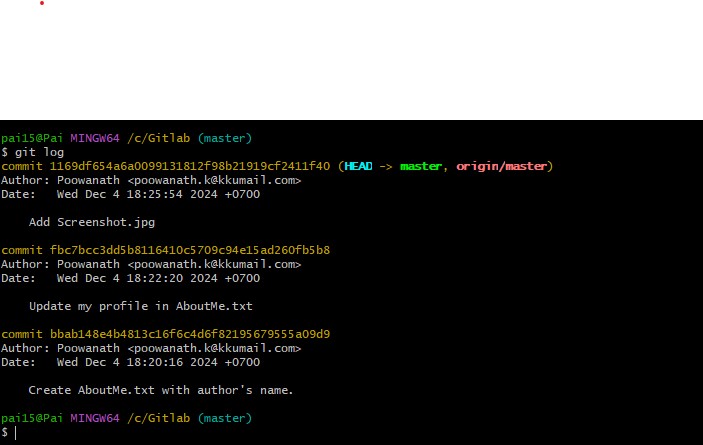 pai15@Pai MINGW64 /c/Gitlab (master)
$ git log
commit 1169df654a6a0099131812f98b21919cf2411f40 (HEAD -> master, origin/master)
Author: Poowanath <poowanath.k@kkumail.com>
Date:   Wed Dec 4 18:25:54 2024 +0700
    Add Screenshot.jpg
commit fbc7bcc3dd5b8116410c5709c94e15ad260fb5b8
Author: Poowanath <poowanath.k@kkumail.com>
Date:   Wed Dec 4 18:22:20 2024 +0700
    Update my profile in AboutMe.txt
commit bbab148e4b4813c16f6c4d6f82195679555a09d9
Author: Poowanath <poowanath.k@kkumail.com>
Date:   Wed Dec 4 18:20:16 2024 +0700
    Create AboutMe.txt with author's name.
pai15@Pai MINGW64 /c/Gitlab (master)
$